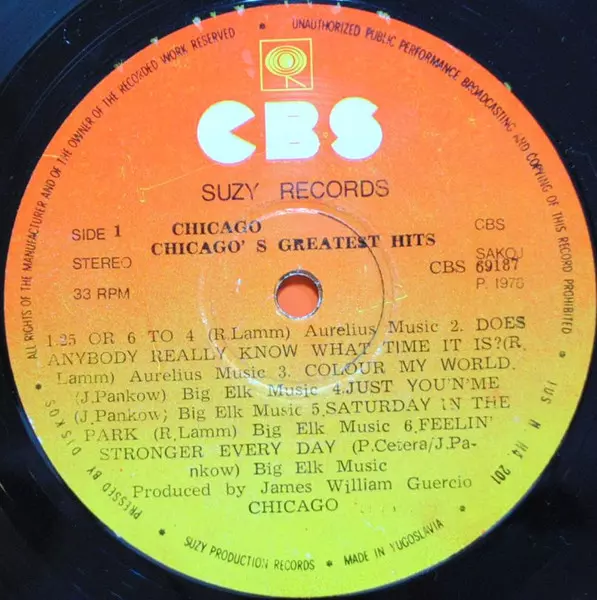 ALL RIGHTS OF THE MANUFACTURER AND OF THE OWNER OF THE RECORDED WORK RESERVED • UNAUTHORIZED PUBLIC PERFORMANCE BROADCASTING AND COPYING OF THIS RECORD PROHIBITED.
CBS
SUZY RECORDS
SIDE 1
CHICAGO
CHICAGO' S GREATEST HITS
CBS
STEREO
SAKOJ
CBS 69187
33 RPM
P. 1976
1.25 OR 6 TO 4 (R.Lamm) Aurelius Music 2. DOES
ANYBODY REALLY KNOW WHAT TIME IT IS?(R.
Lamm) Aurelius Music 3. COLOUR MY WORLD.
(J.Pankow) Big Elk Music 4.JUST YOU'N'ME
(J.Pankow) Big Elk Music 5.SATURDAY IN THE
PARK (R.Lamm) Big Elk Music 6.FEELIN'
STRONGER EVERY DAY (P.Cetera/J.Pa-
nkow) Big Elk Music
Produced by James William Guercio
CHICAGO
PRESSED BY DISKOS * SUZY PRODUCTION RECORDS * MADE IN YUGOSLAVIA *
JUS N N4 201